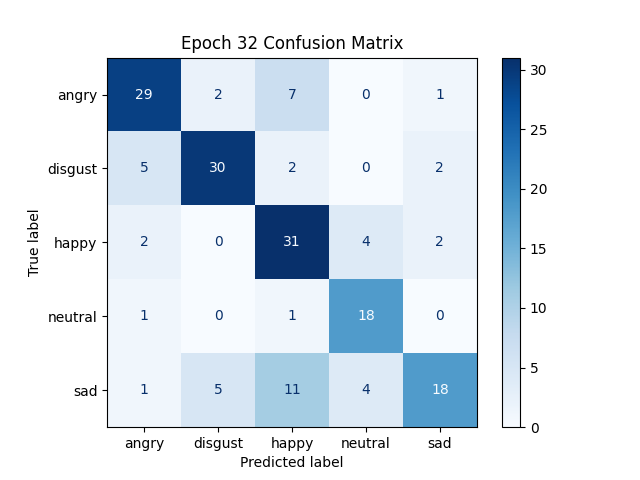 Epoch 32 Confusion Matrix
True label
angry 29 2 7 0 1
disgust 5 30 2 0 2
happy 2 0 31 4 2
neutral 1 0 1 18 0
sad 1 5 11 4 18
angry disgust happy neutral sad
Predicted label
30
25
20
15
10
5
0